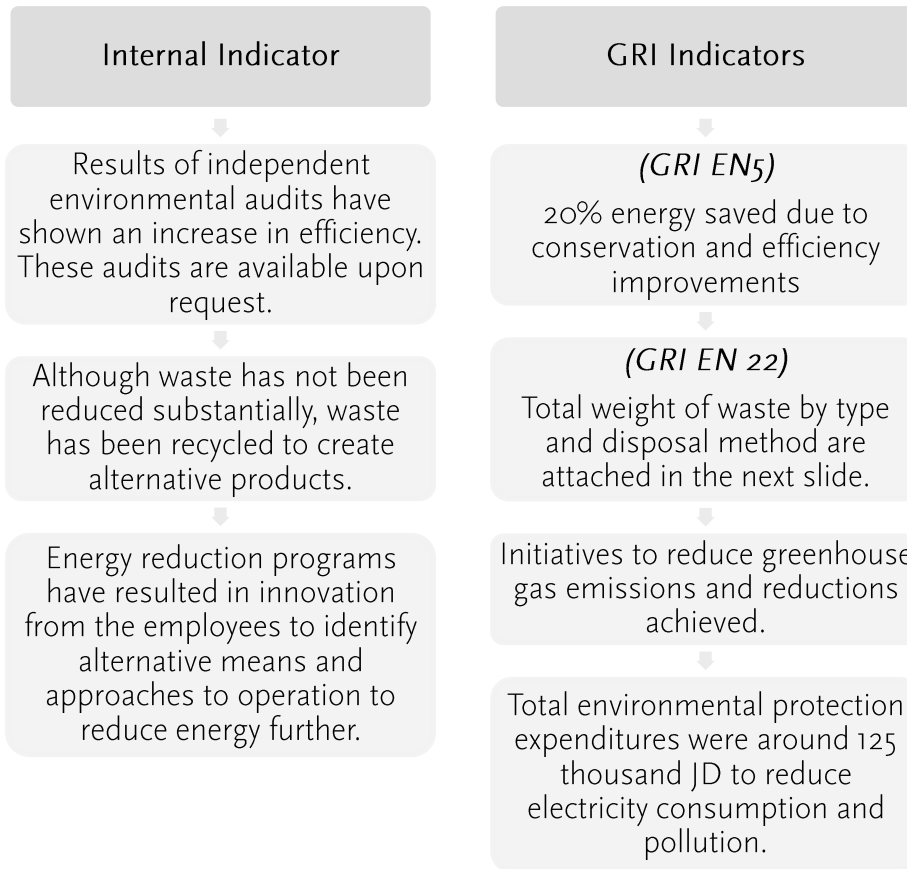 Internal Indicator
Results of independent
environmental audits have
shown an increase in efficiency.
These audits are available upon
request.
Although waste has not been
reduced substantially, waste
has been recycled to create
alternative products.
Energy reduction programs
have resulted in innovation
from the employees to identify
alternative means and
approaches to operation to
reduce energy further.
GRI Indicators
(GRI EN5)
20% energy saved due to
conservation and efficiency
improvements
(GRI EN 22)
Total weight of waste by type
and disposal method are
attached in the next slide.
Initiatives to reduce greenhouse
gas emissions and reductions
achieved.
Total environmental protection
expenditures were around 125
thousand JD to reduce
electricity consumption and
pollution.